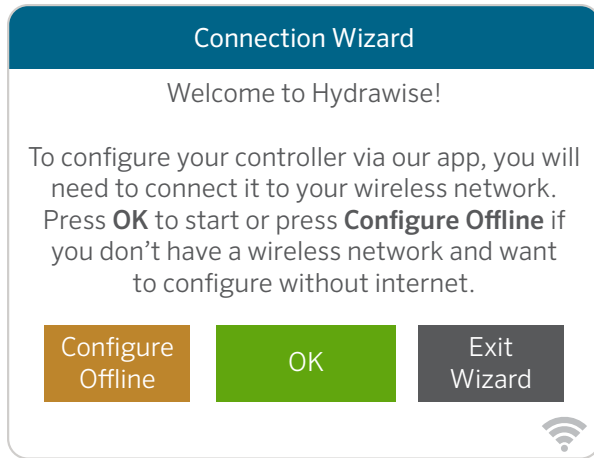 Connection Wizard
Welcome to Hydrawise!
To configure your controller via our app, you will
need to connect it to your wireless network.
Press OK to start or press Configure Offline if
you don’t have a wireless network and want
to configure without internet.
Configure
Offline
OK
Exit
Wizard